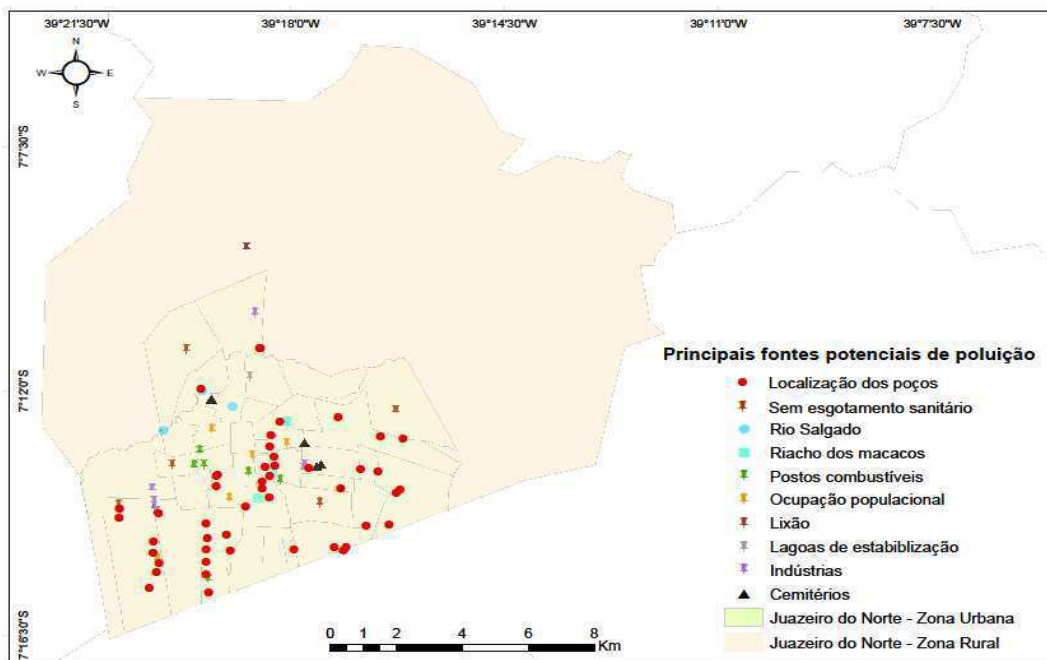 39°21'30"W 39°18'0"W 39°14'30"W 39°11'0"W 39°7'30"W
N
W E
S
7°7'30"S
7°12'0"S
7°16'30"S
Principais fontes potenciais de poluição
Localização dos poços
Sem esgotamento sanitário
Rio Salgado
Riacho dos macacos
Postos combustíveis
Ocupação populacional
Lixão
Lagoas de estabiblização
Indústrias
Cemitérios
Juazeiro do Norte - Zona Urbana
Juazeiro do Norte - Zona Rural
0 1 2 4 6 8
Km